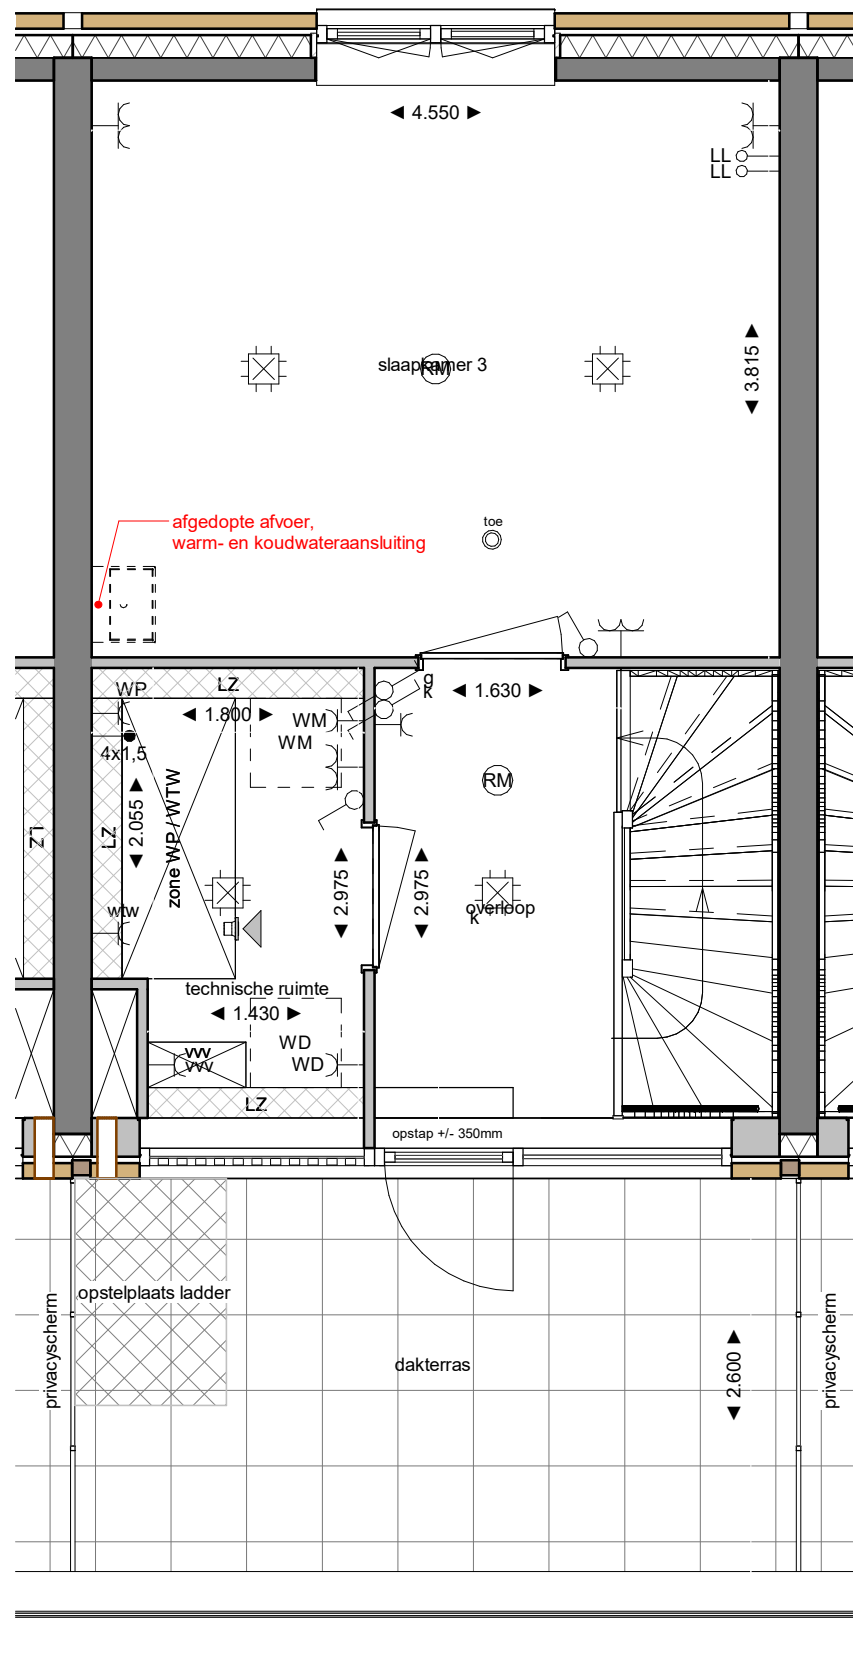 ◄ 4.550 ►
LL
LL
◄ 3.815 ►
slaapkamer 3
RM
afgedopte afvoer,
warm- en koudwateraansluiting
toe
WP
LZ
g
k
◄ 1.630 ►
◄ 1.800 ►
WM
WM
4x1,5
RM
LZ
LZ
◄ 2.055 ►
zone WP / WTW
◄ 2.975 ►
◄ 2.975 ►
wtw
overloop
k
technische ruimte
◄ 1.430 ►
WD
WD
vvv
vvv
LZ
opstap +/- 350mm
opstelplaats ladder
privacyscherm
privacyscherm
dakterras
◄ 2.600 ►